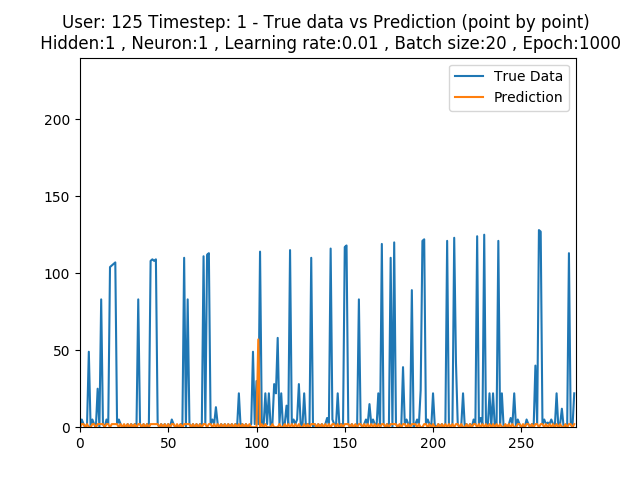 User: 125 Timestep: 1 - True data vs Prediction (point by point)
Hidden:1 , Neuron:1 , Learning rate:0.01 , Batch size:20 , Epoch:1000
True Data
Prediction
200
150
100
50
0
0 50 100 150 200 250